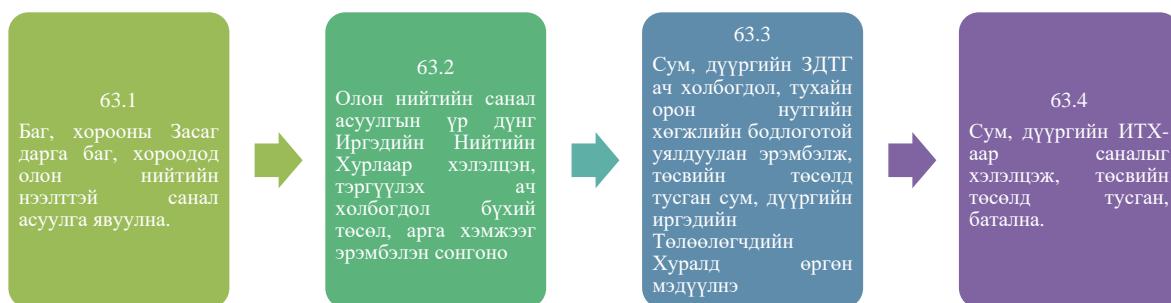 63.1
Баг, хорооны Засаг
дарга баг, хороодод
олон нийтийн
нээлттэй санал
асуулга явуулна.
63.2
Олон нийтийн санал
асуулгын үр дүнг
Иргэдийн Нийтийн
Хурлаар хэлэлцэн,
тэргүүлэх ач
холбогдол бүхий
төсөл, арга хэмжээг
эрэмбэлэн сонгоно
63.3
Сум, дүүргийн ЗДТГ
ач холбогдол, тухайн
орон нутгийн
хөгжлийн бодлоготой
уялдуулан эрэмбэлж,
төсвийн төсөлд
тусган сум, дүүргийн
иргэдийн
Төлөөлөгчдийн
Хуралд өргөн
мэдүүлнэ
63.4
Сум, дүүргийн ИТХ-
аар саналыг
хэлэлцэж, төсвийн
төсөлд тусган,
батална.